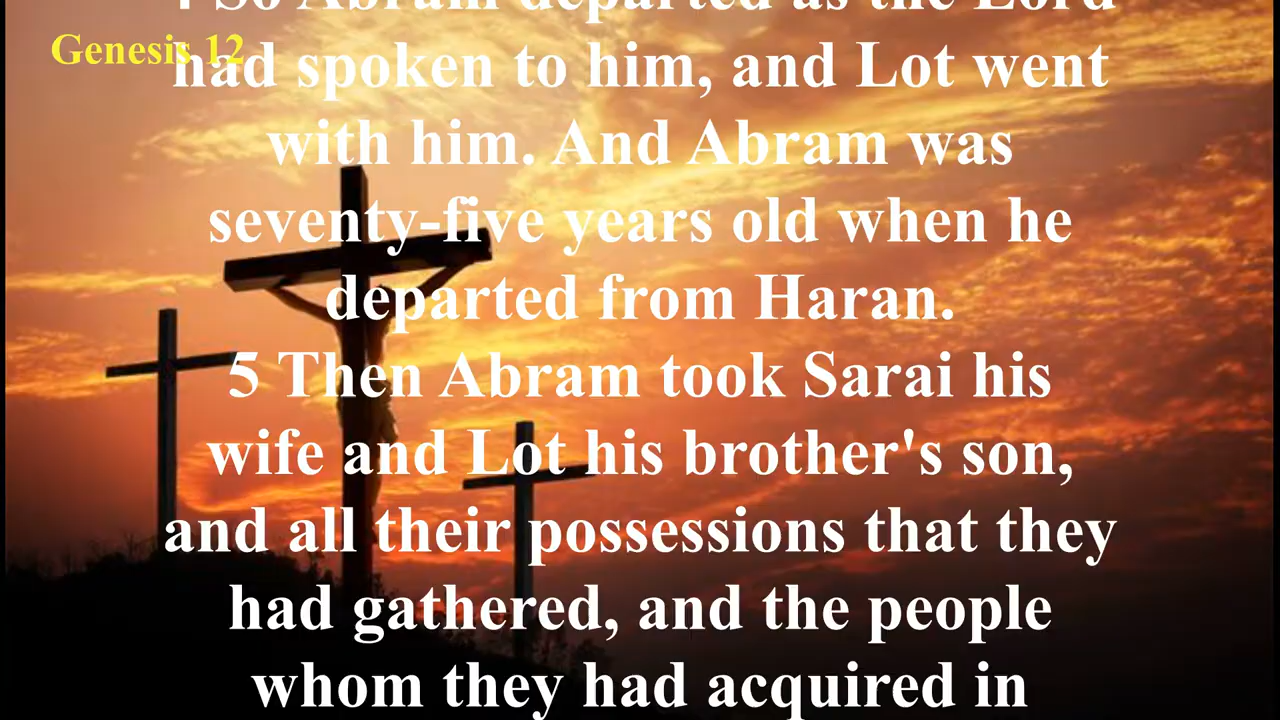 Genesis 12
4 So Abram departed as the Lord
had spoken to him, and Lot went
with him. And Abram was
seventy-five years old when he
departed from Haran.
5 Then Abram took Sarai his
wife and Lot his brother's son,
and all their possessions that they
had gathered, and the people
whom they had acquired in